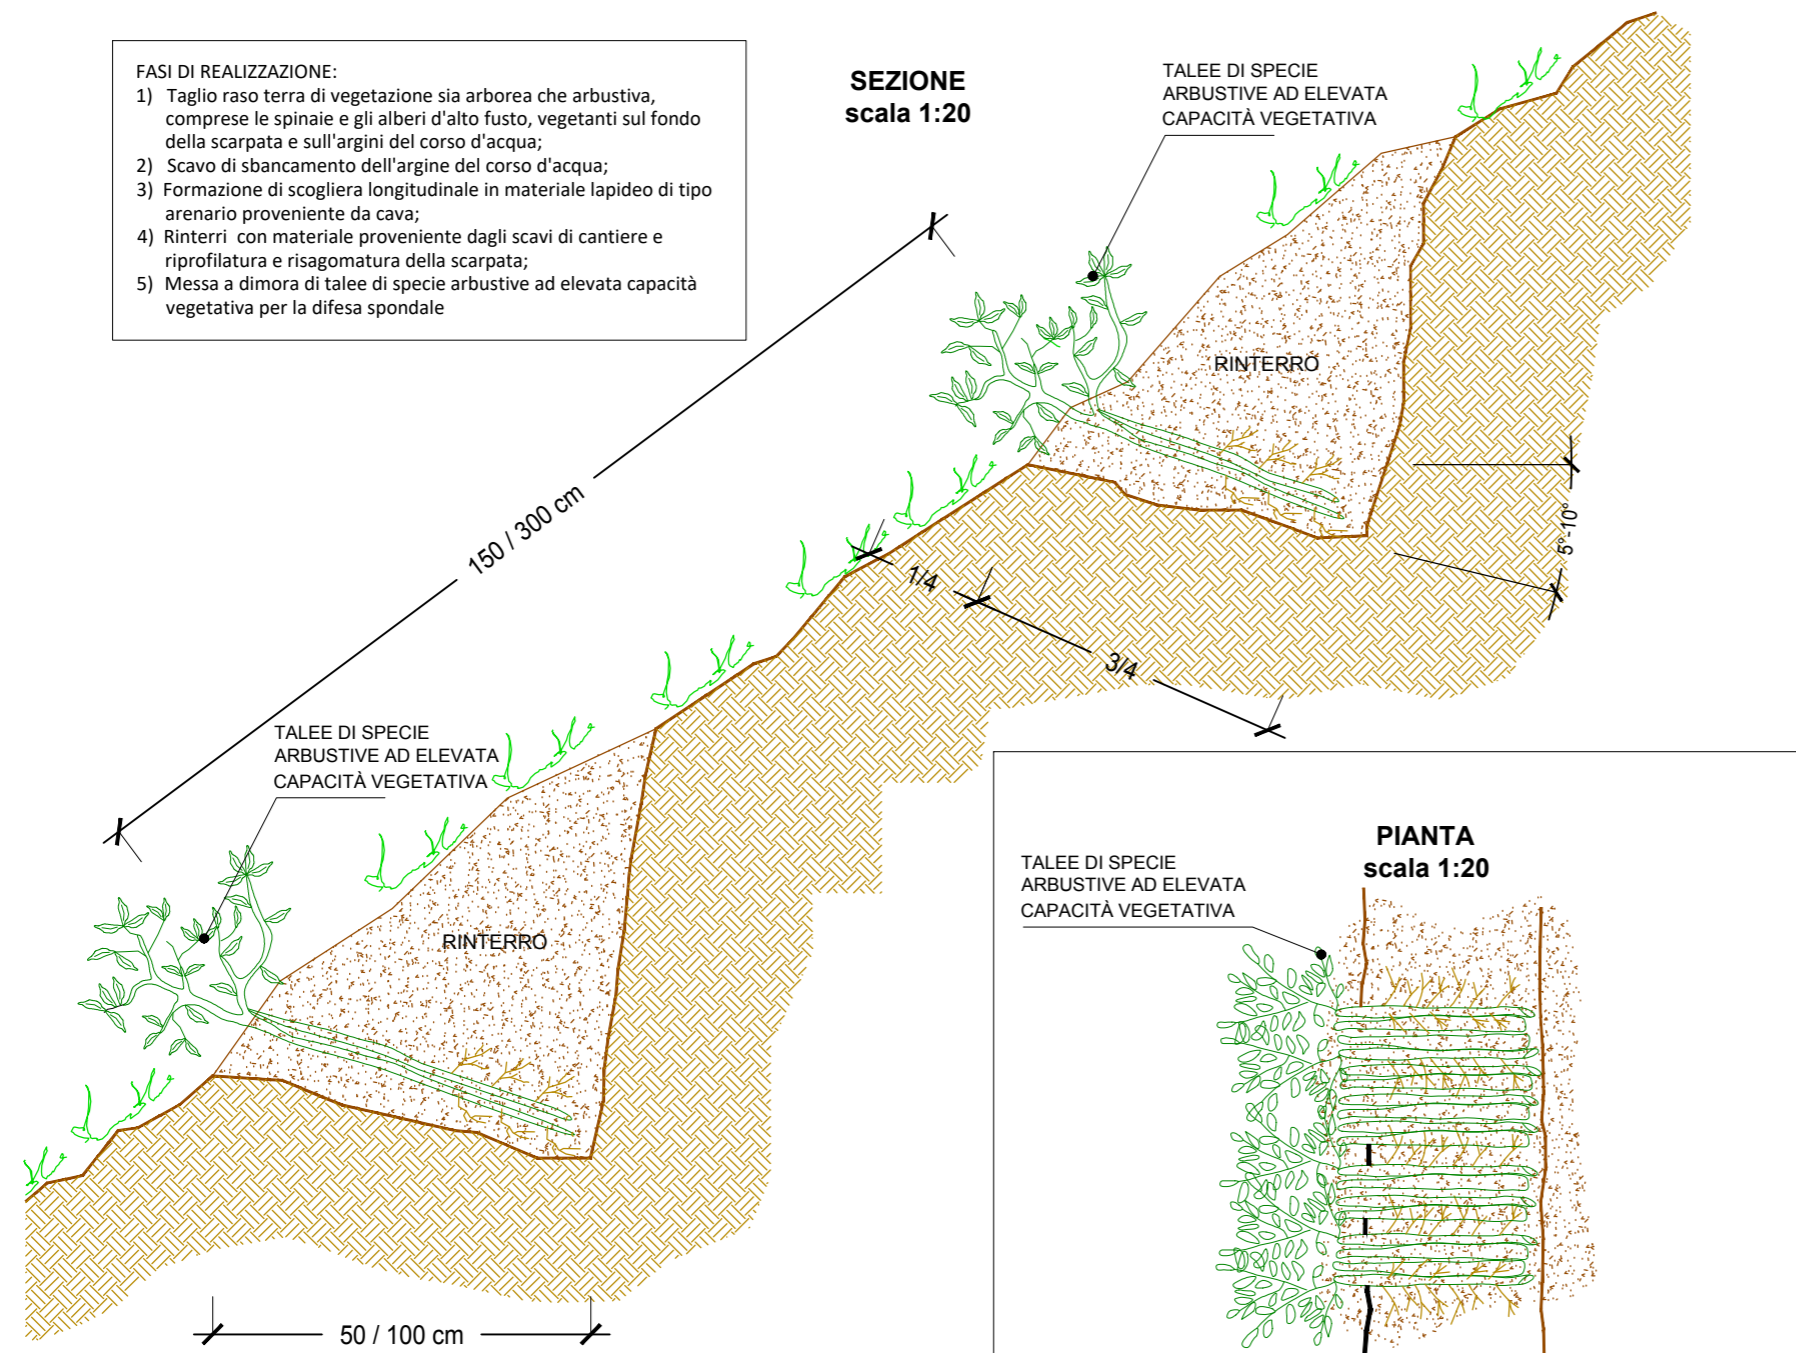 FASI DI REALIZZAZIONE:
1) Taglio raso terra di vegetazione sia arborea che arbustiva,
comprese le spinaie e gli alberi d'alto fusto, vegetanti sul fondo
della scarpata e sull'argini del corso d'acqua;
2) Scavo di sbancamento dell'argine del corso d'acqua;
3) Formazione di scogliera longitudinale in materiale lapideo di tipo
arenario proveniente da cava;
4) Rinterri con materiale proveniente dagli scavi di cantiere e
riprofilatura e risagomatura della scarpata;
5) Messa a dimora di talee di specie arbustive ad elevata capacità
vegetativa per la difesa spondale
SEZIONE
scala 1:20
TALEE DI SPECIE
ARBUSTIVE AD ELEVATA
CAPACITÀ VEGETATIVA
RINTERRO
150 / 300 cm
5°-10°
1/4
3/4
TALEE DI SPECIE
ARBUSTIVE AD ELEVATA
CAPACITÀ VEGETATIVA
RINTERRO
50 / 100 cm
PIANTA
scala 1:20
TALEE DI SPECIE
ARBUSTIVE AD ELEVATA
CAPACITÀ VEGETATIVA